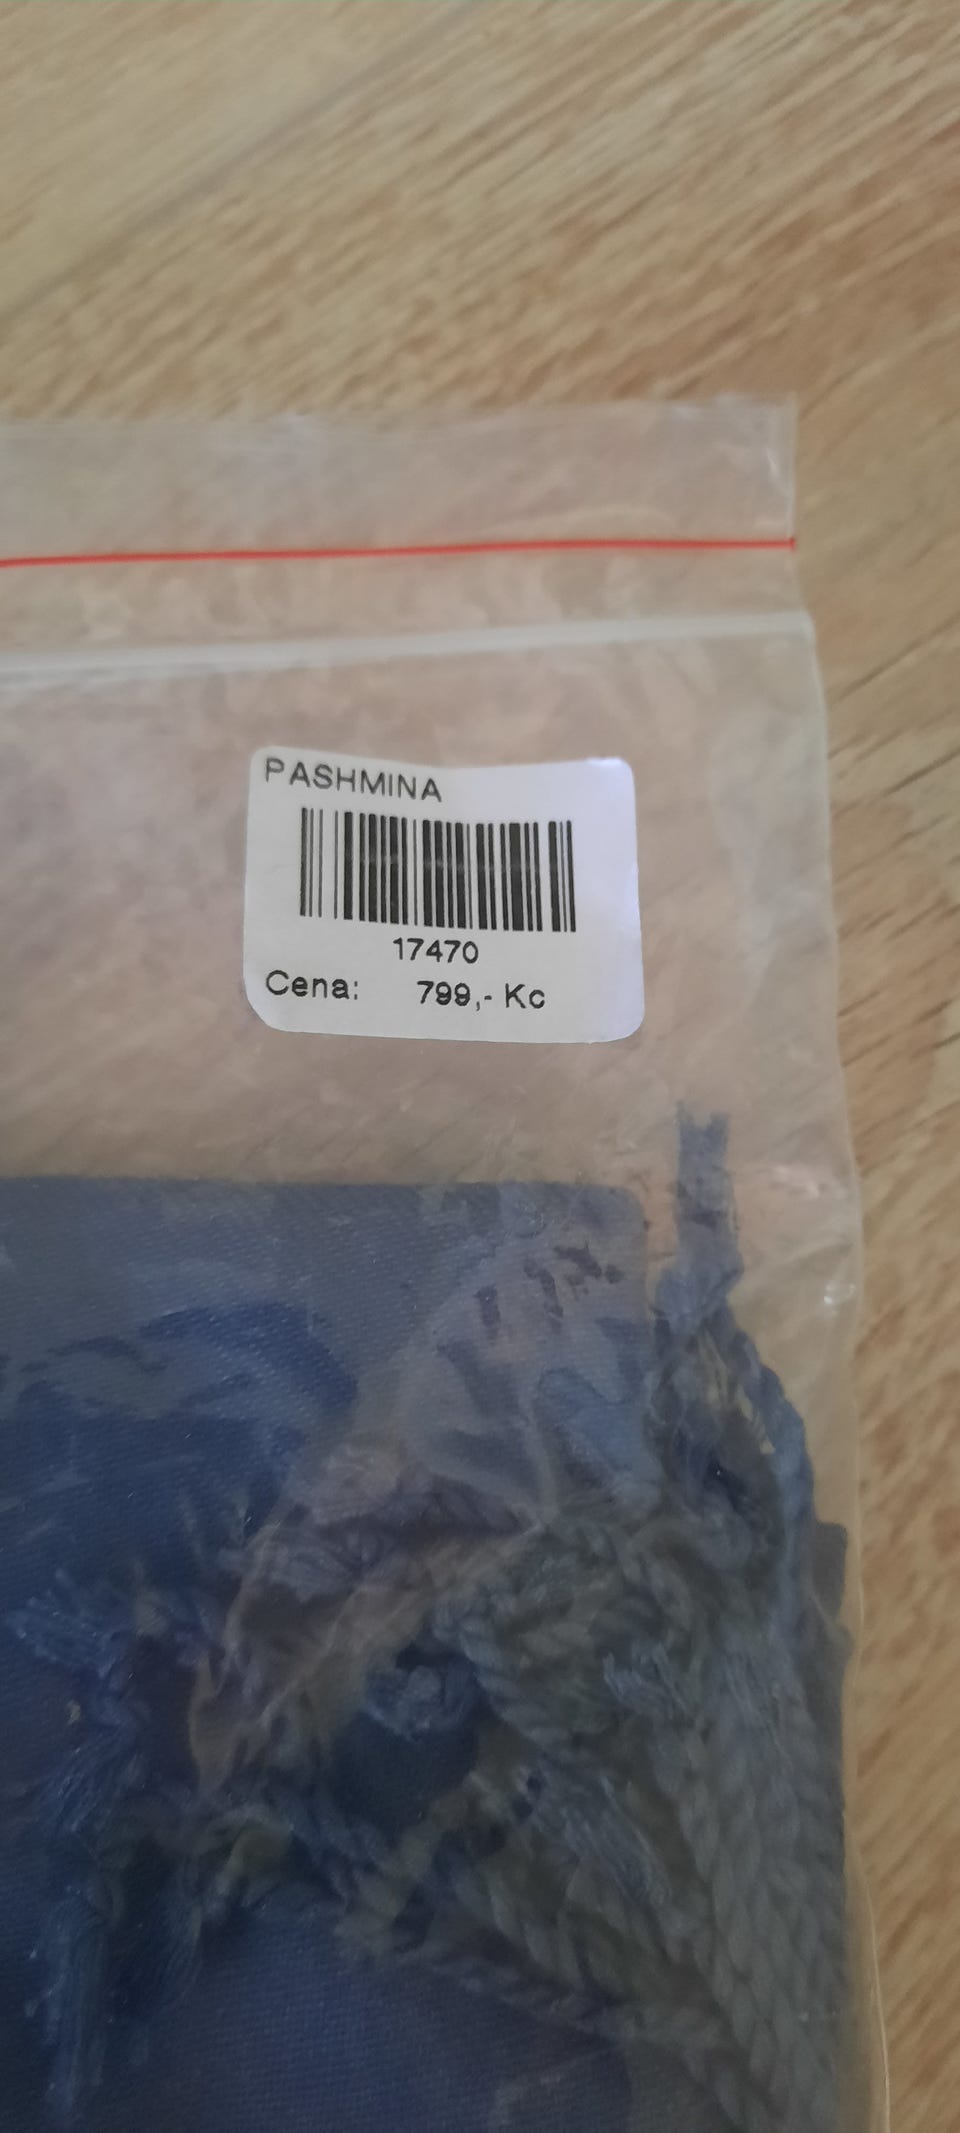 PASHMINA
17470
Cena: 799,- Kc